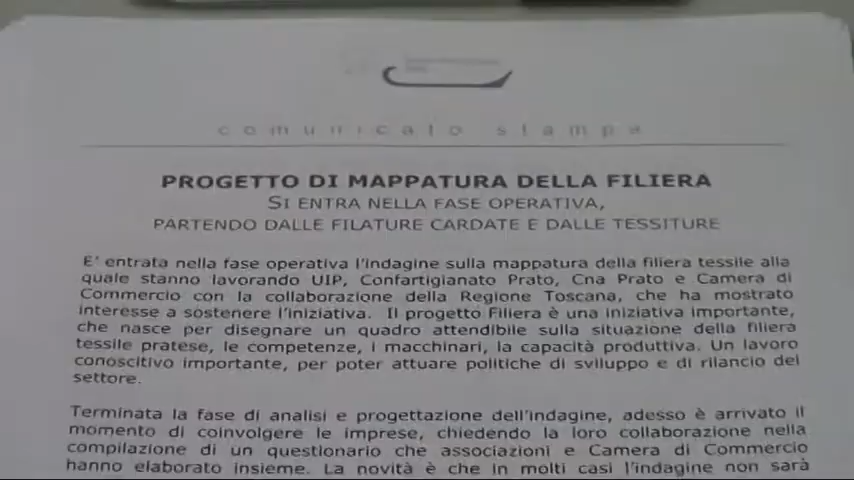 comunicato stampa
PROGETTO DI MAPPATURA DELLA FILIERA
SI ENTRA NELLA FASE OPERATIVA,
PARTENDO DALLE FILATURE CARDATE E DALLE TESSITURE
E' entrata nella fase operativa l'indagine sulla mappatura della filiera tessile alla
quale stanno lavorando UIP, Confartigianato Prato, Cna Prato e Camera di
Commercio con la collaborazione della Regione Toscana, che ha mostrato
interesse a sostenere l'iniziativa. Il progetto Filiera è una iniziativa importante,
che nasce per disegnare un quadro attendibile sulla situazione della filiera
tessile pratese, le competenze, i macchinari, la capacità produttiva. Un lavoro
conoscitivo importante, per poter attuare politiche di sviluppo e di rilancio del
settore.
Terminata la fase di analisi e progettazione dell'indagine, adesso è arrivato il
momento di coinvolgere le imprese, chiedendo la loro collaborazione nella
compilazione di un questionario che associazioni e Camera di Commercio
hanno elaborato insieme. La novità è che in molti casi l'indagine non sarà